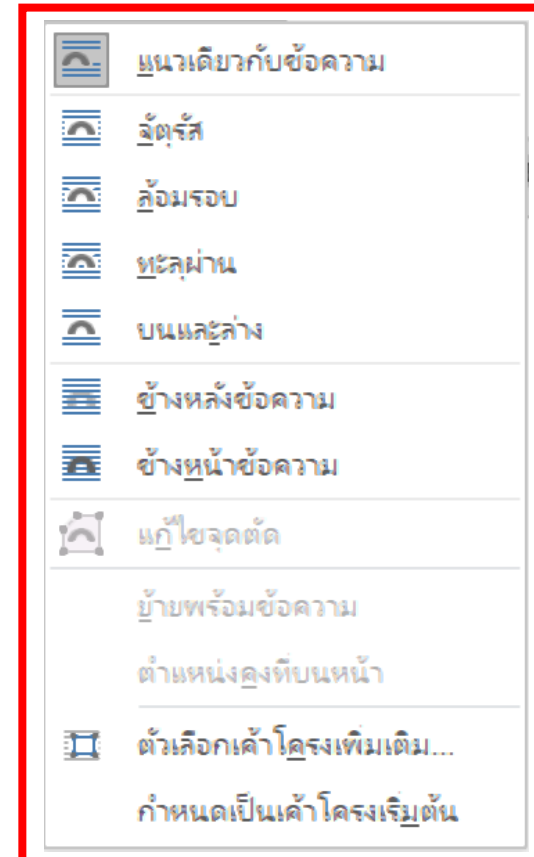 แนวเดียวกับข้อความ
จัตุรัส
ล้อมรอบ
ทะลุผ่าน
บนและล่าง
ข้างหลังข้อความ
ข้างหน้าข้อความ
แก้ไขจุดตัด
ย้ายพร้อมข้อความ
ตำแหน่งคงที่บนหน้า
ตัวเลือกเค้าโครงเพิ่มเติม...
กำหนดเป็นเค้าโครงเริ่มต้น